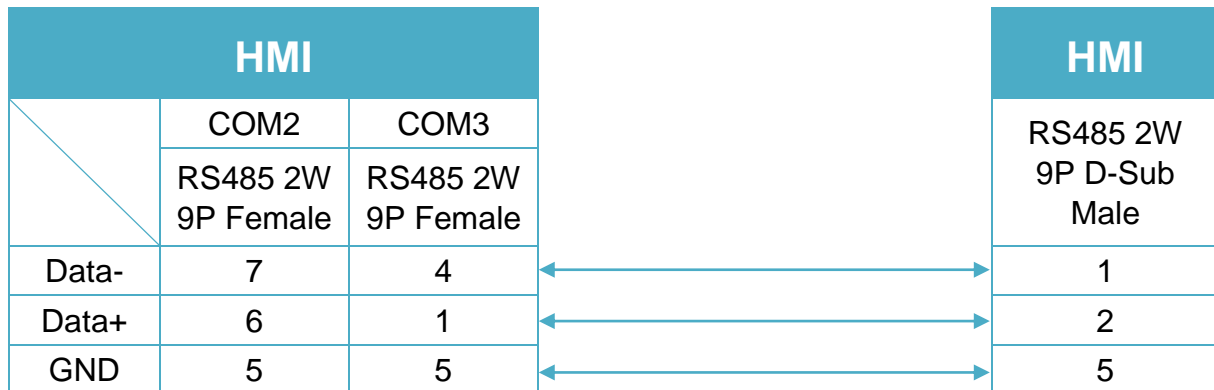 HMI HMI
COM2 COM3
RS485 2W
9P Female
RS485 2W
9P Female
RS485 2W
9P D-Sub
Male
Data- 7 4 1
Data+ 6 1 2
GND 5 5 5